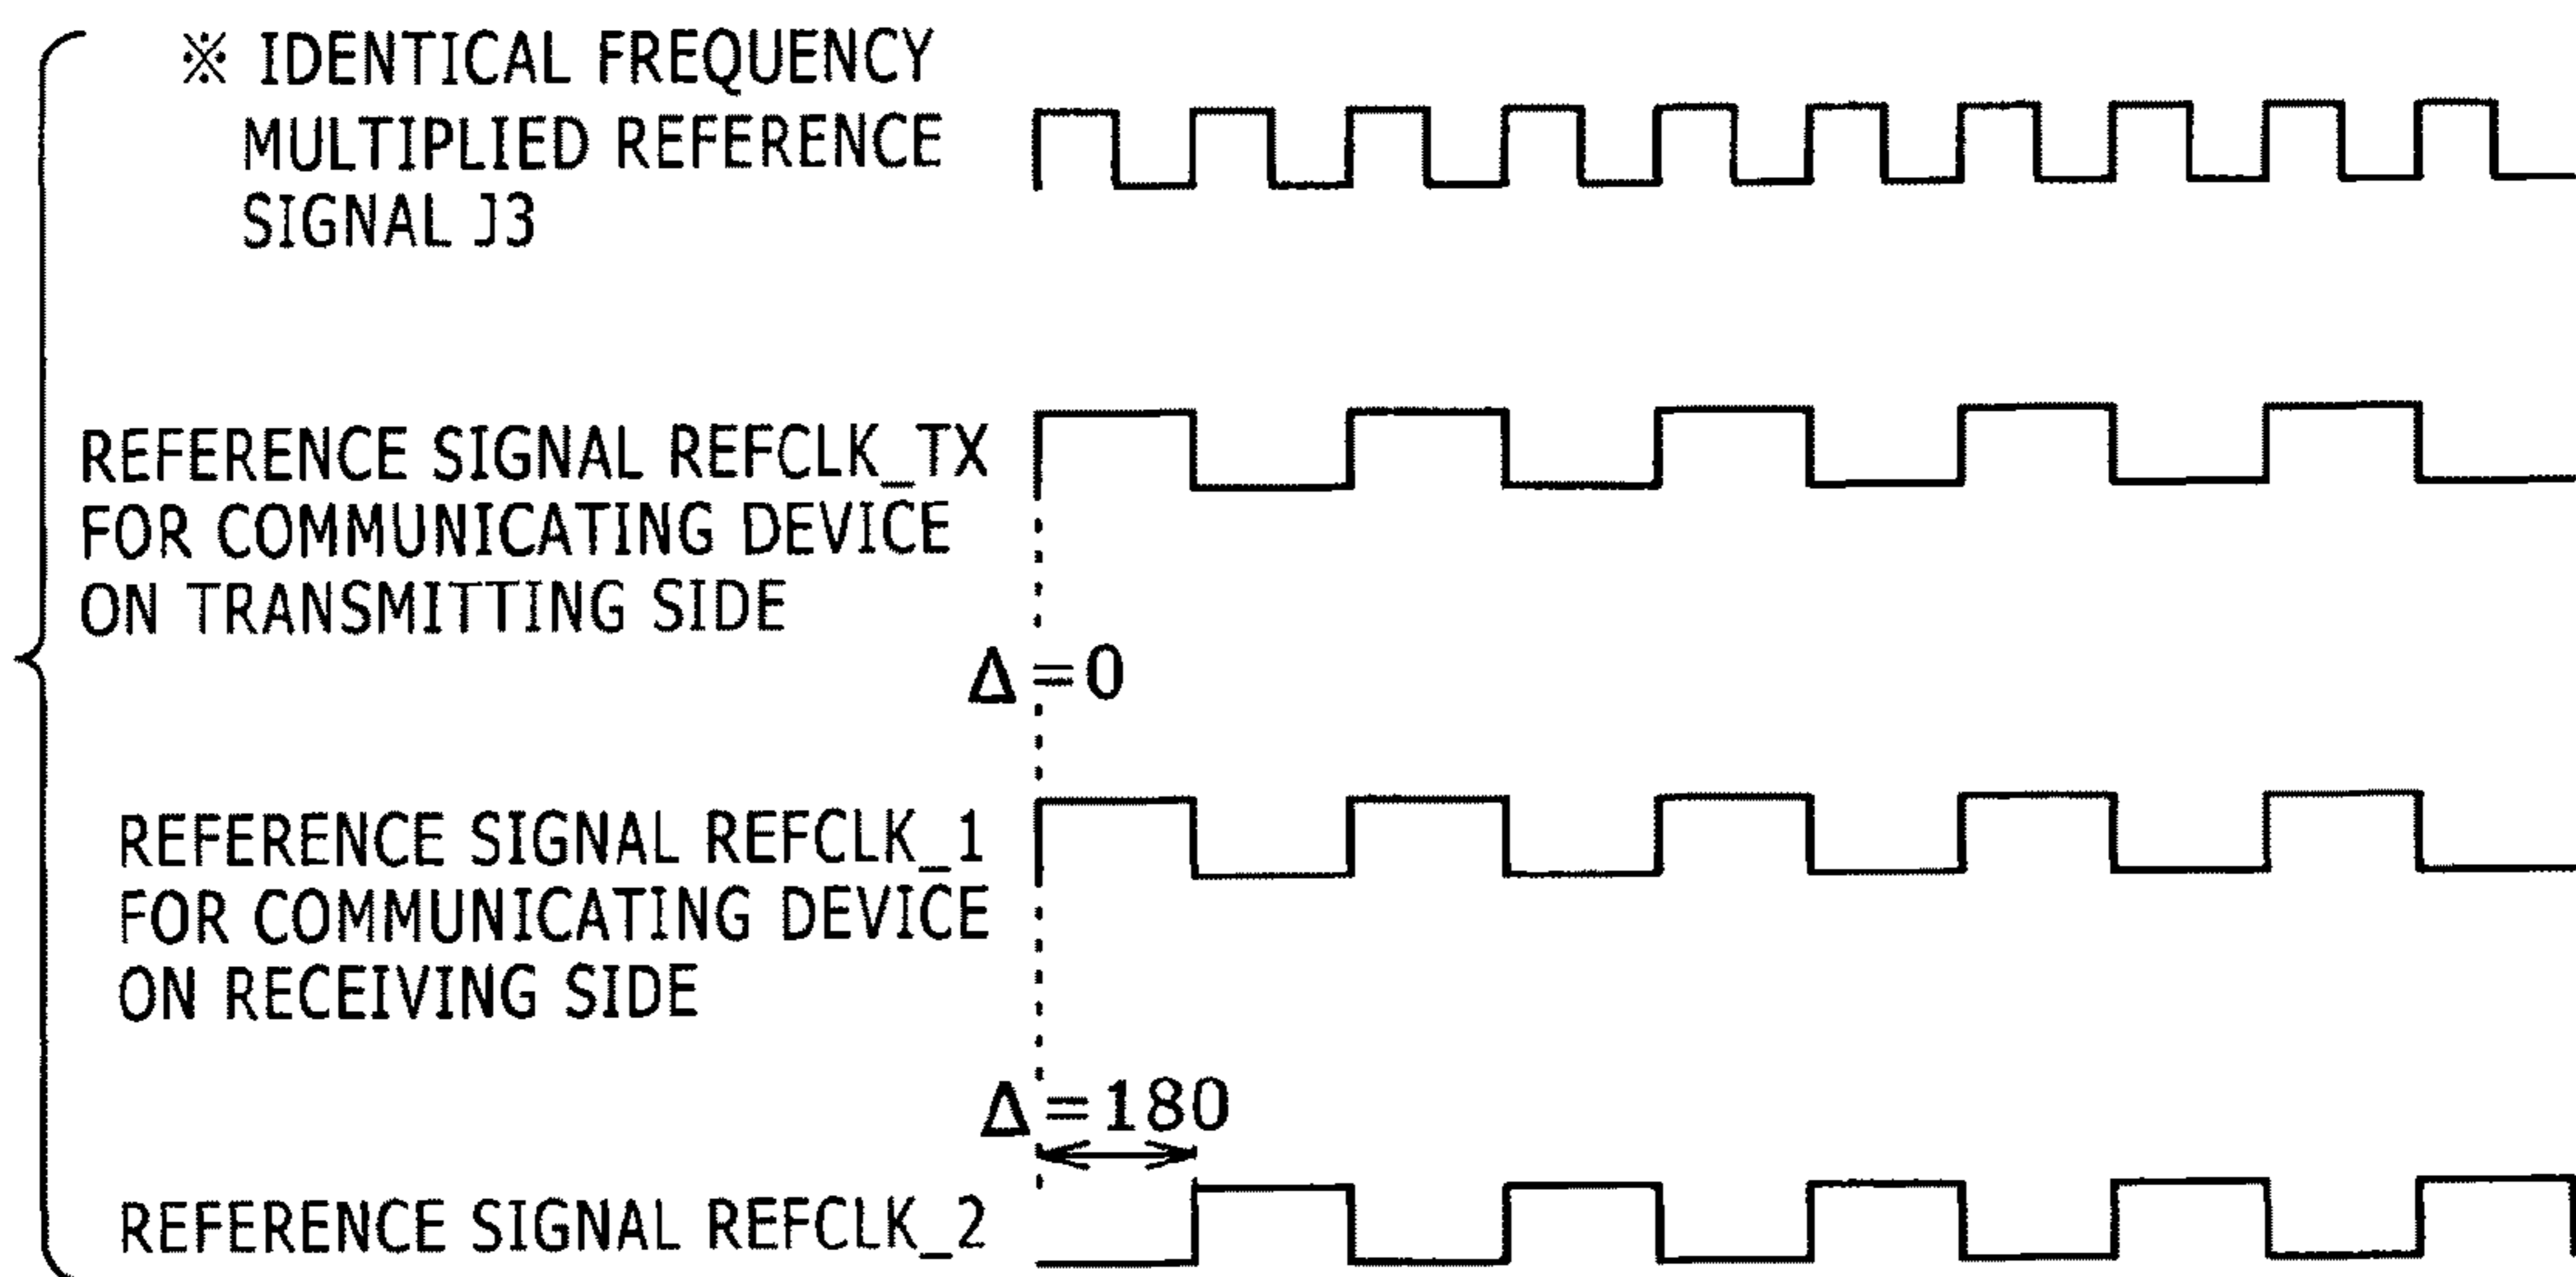 ※ IDENTICAL FREQUENCY
MULTIPLIED REFERENCE
SIGNAL J3
REFERENCE SIGNAL REFCLK_TX
FOR COMMUNICATING DEVICE
ON TRANSMITTING SIDE
Δ=0
REFERENCE SIGNAL REFCLK_1
FOR COMMUNICATING DEVICE
ON RECEIVING SIDE
Δ=180
REFERENCE SIGNAL REFCLK_2